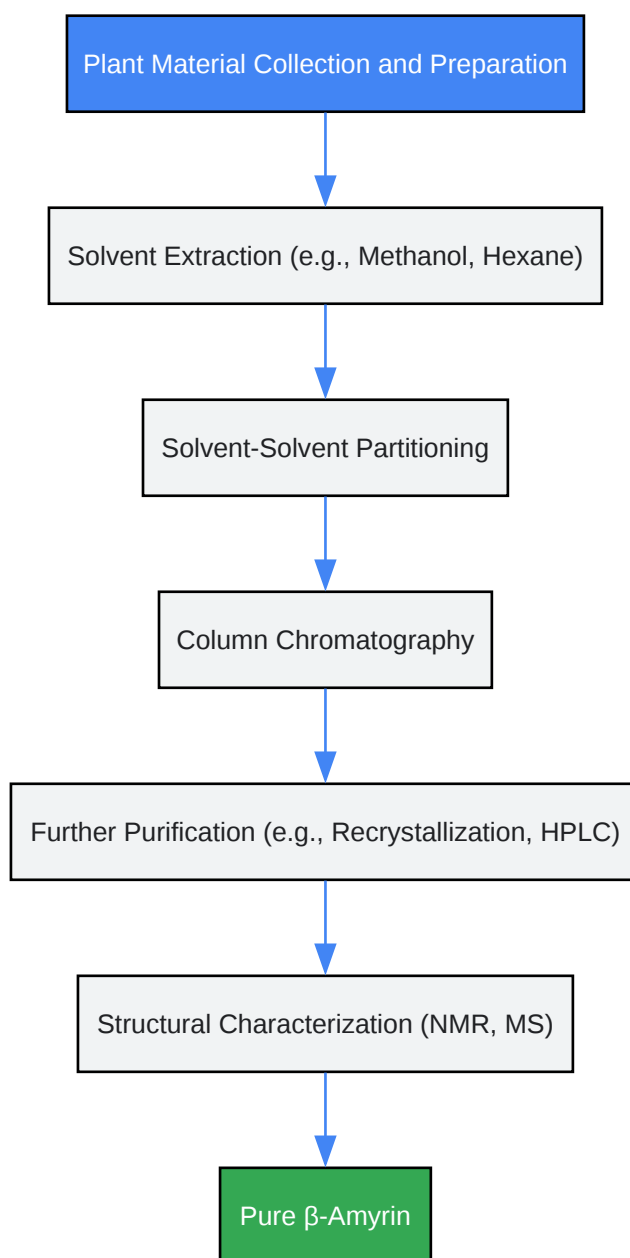 Plant Material Collection and Preparation
Solvent Extraction (e.g., Methanol, Hexane)
Solvent-Solvent Partitioning
Column Chromatography
Further Purification (e.g., Recrystallization, HPLC)
Structural Characterization (NMR, MS)
Pure β-Amyrin